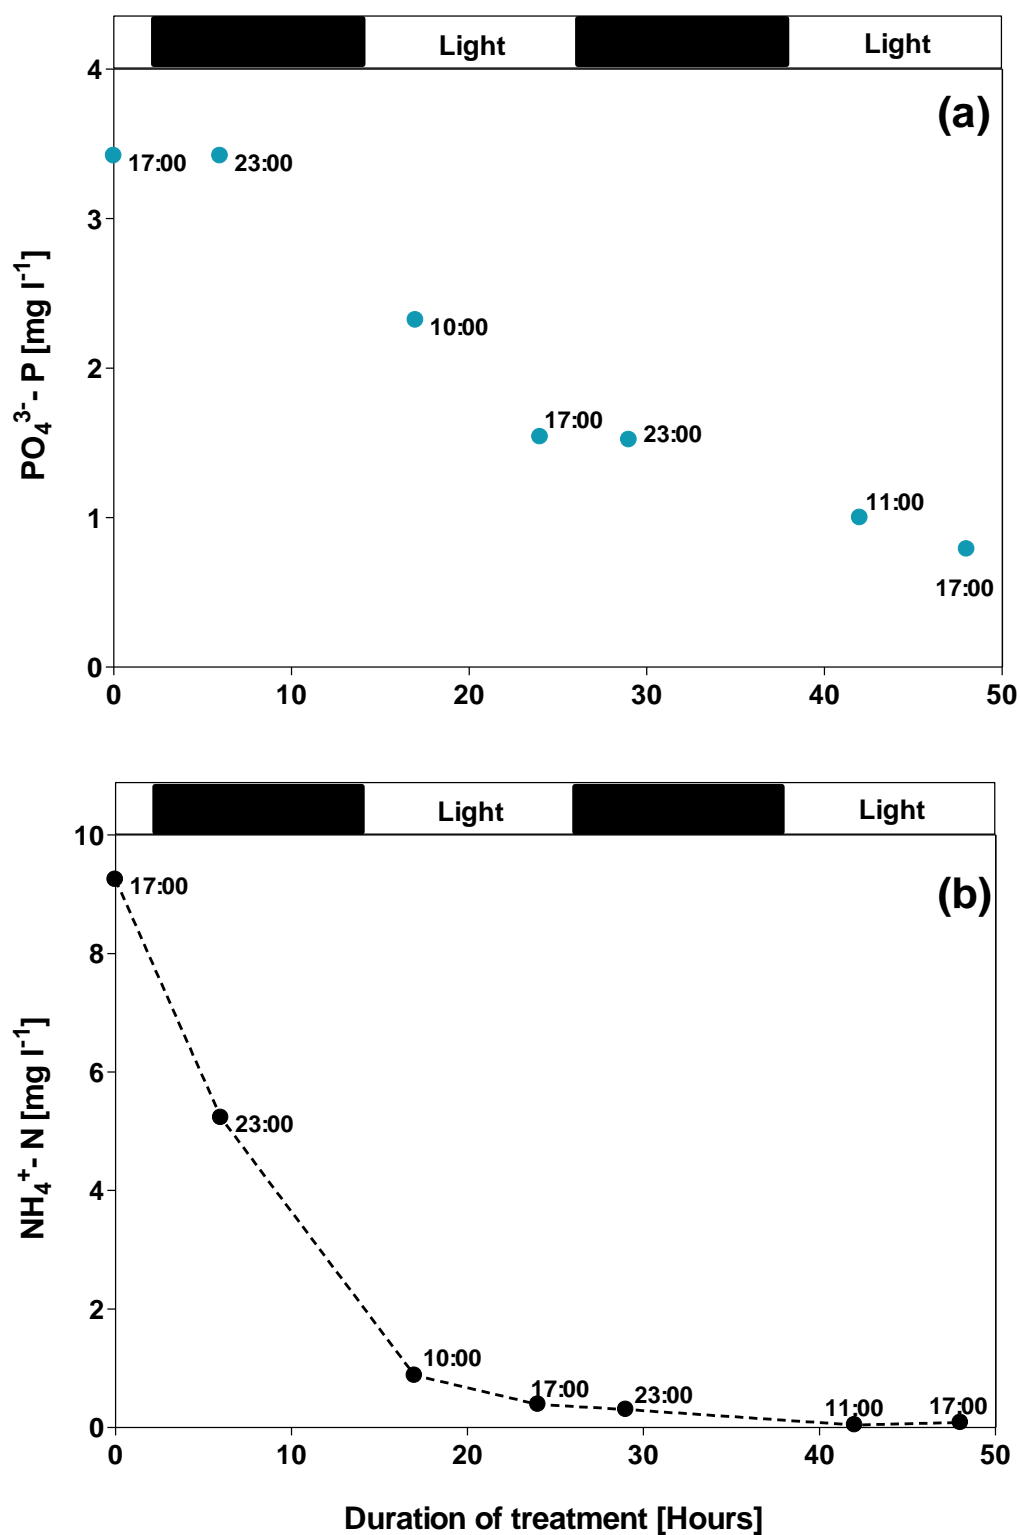 Light Light
4
(a)
17:00 23:00
3
PO₄³⁻- P [mg l⁻¹]
10:00
2
17:00
23:00
11:00
1
17:00
0
0 10 20 30 40 50
Light Light
10
17:00
(b)
8
NH₄⁺- N [mg l⁻¹]
6
23:00
4
2
10:00
17:00 23:00 11:00 17:00
0
0 10 20 30 40 50
Duration of treatment [Hours]